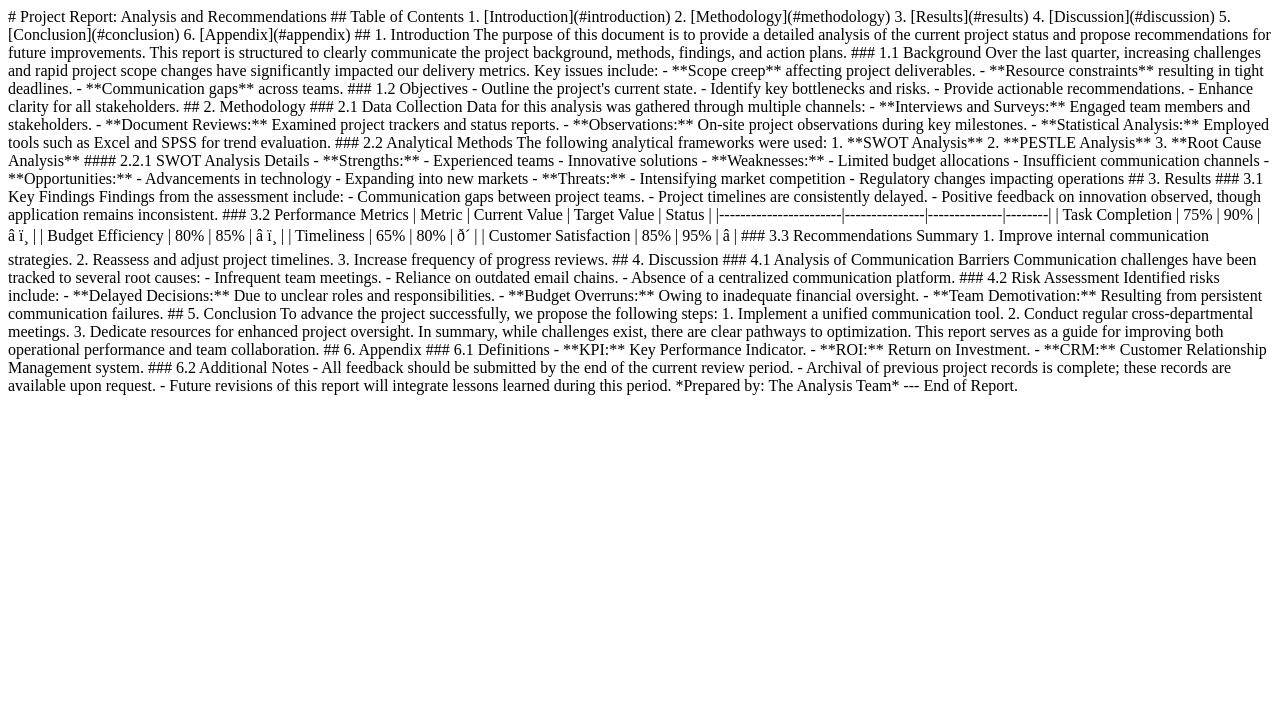 # Project Report: Analysis and Recommendations ## Table of Contents 1. [Introduction](#introduction) 2. [Methodology](#methodology) 3. [Results](#results) 4. [Discussion](#discussion) 5.
[Conclusion](#conclusion) 6. [Appendix](#appendix) ## 1. Introduction The purpose of this document is to provide a detailed analysis of the current project status and propose recommendations for
future improvements. This report is structured to clearly communicate the project background, methods, findings, and action plans. ### 1.1 Background Over the last quarter, increasing challenges
and rapid project scope changes have significantly impacted our delivery metrics. Key issues include: - **Scope creep** affecting project deliverables. - **Resource constraints** resulting in tight
deadlines. - **Communication gaps** across teams. ### 1.2 Objectives - Outline the project's current state. - Identify key bottlenecks and risks. - Provide actionable recommendations. - Enhance
clarity for all stakeholders. ## 2. Methodology ### 2.1 Data Collection Data for this analysis was gathered through multiple channels: - **Interviews and Surveys:** Engaged team members and
stakeholders. - **Document Reviews:** Examined project trackers and status reports. - **Observations:** On-site project observations during key milestones. - **Statistical Analysis:** Employed
tools such as Excel and SPSS for trend evaluation. ### 2.2 Analytical Methods The following analytical frameworks were used: 1. **SWOT Analysis** 2. **PESTLE Analysis** 3. **Root Cause
Analysis** #### 2.2.1 SWOT Analysis Details - **Strengths:** - Experienced teams - Innovative solutions - **Weaknesses:** - Limited budget allocations - Insufficient communication channels -
**Opportunities:** - Advancements in technology - Expanding into new markets - **Threats:** - Intensifying market competition - Regulatory changes impacting operations ## 3. Results ### 3.1
Key Findings Findings from the assessment include: - Communication gaps between project teams. - Project timelines are consistently delayed. - Positive feedback on innovation observed, though
application remains inconsistent. ### 3.2 Performance Metrics | Metric | Current Value | Target Value | Status | |-----------------------|---------------|--------------|--------| | Task Completion | 75% | 90% |
â ï¸ | | Budget Efficiency | 80% | 85% | â ï¸ | | Timeliness | 65% | 80% | ð´ | | Customer Satisfaction | 85% | 95% | â | ### 3.3 Recommendations Summary 1. Improve internal communication
strategies. 2. Reassess and adjust project timelines. 3. Increase frequency of progress reviews. ## 4. Discussion ### 4.1 Analysis of Communication Barriers Communication challenges have been
tracked to several root causes: - Infrequent team meetings. - Reliance on outdated email chains. - Absence of a centralized communication platform. ### 4.2 Risk Assessment Identified risks
include: - **Delayed Decisions:** Due to unclear roles and responsibilities. - **Budget Overruns:** Owing to inadequate financial oversight. - **Team Demotivation:** Resulting from persistent
communication failures. ## 5. Conclusion To advance the project successfully, we propose the following steps: 1. Implement a unified communication tool. 2. Conduct regular cross-departmental
meetings. 3. Dedicate resources for enhanced project oversight. In summary, while challenges exist, there are clear pathways to optimization. This report serves as a guide for improving both
operational performance and team collaboration. ## 6. Appendix ### 6.1 Definitions - **KPI:** Key Performance Indicator. - **ROI:** Return on Investment. - **CRM:** Customer Relationship
Management system. ### 6.2 Additional Notes - All feedback should be submitted by the end of the current review period. - Archival of previous project records is complete; these records are
available upon request. - Future revisions of this report will integrate lessons learned during this period. *Prepared by: The Analysis Team* --- End of Report.